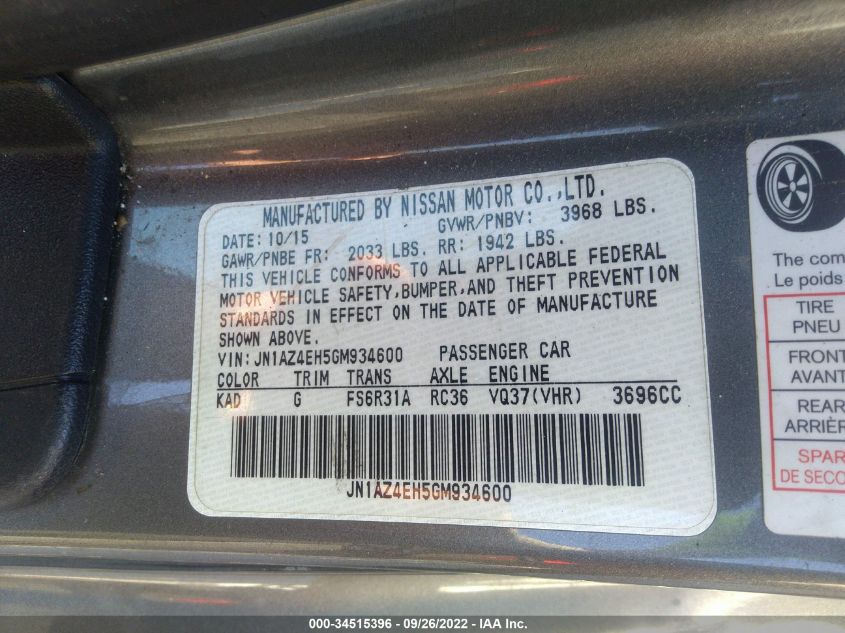 MANUFACTURED BY NISSAN MOTOR CO.,LTD.
DATE: 10/15 GVWR/PNBV: 3968 LBS.
GAWR/PNBE FR: 2033 LBS. RR: 1942 LBS.
THIS VEHICLE CONFORMS TO ALL APPLICABLE FEDERAL
MOTOR VEHICLE SAFETY,BUMPER,AND THEFT PREVENTION
STANDARDS IN EFFECT ON THE DATE OF MANUFACTURE
SHOWN ABOVE.
VIN:JN1AZ4EH5GM934600 PASSENGER CAR
COLOR TRIM TRANS AXLE ENGINE
KAD G FS6R31A RC36 VQ37(VHR) 3696CC
JN1AZ4EH5GM934600
The com
Le poids
TIRE
PNEU
FRONT
AVANT
REAR
ARRIÈR
SPAR
DE SECO
000-34515396 - 09/26/2022 - IAA Inc.